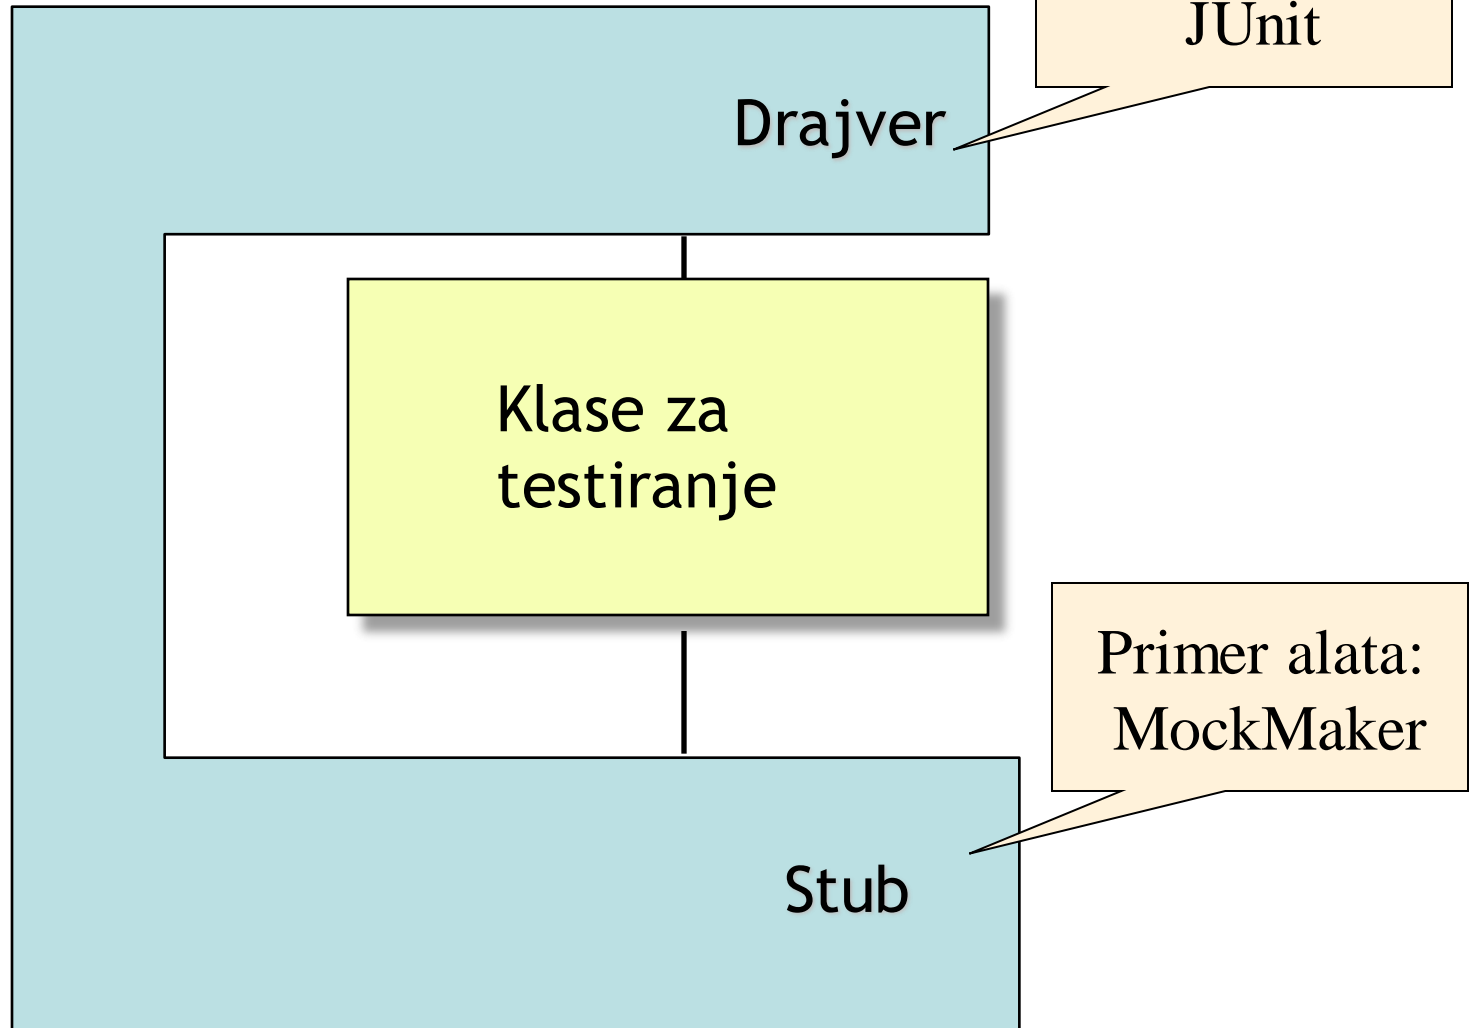 JUnit
Drajver
Klase za
testiranje
Primer alata:
MockMaker
Stub